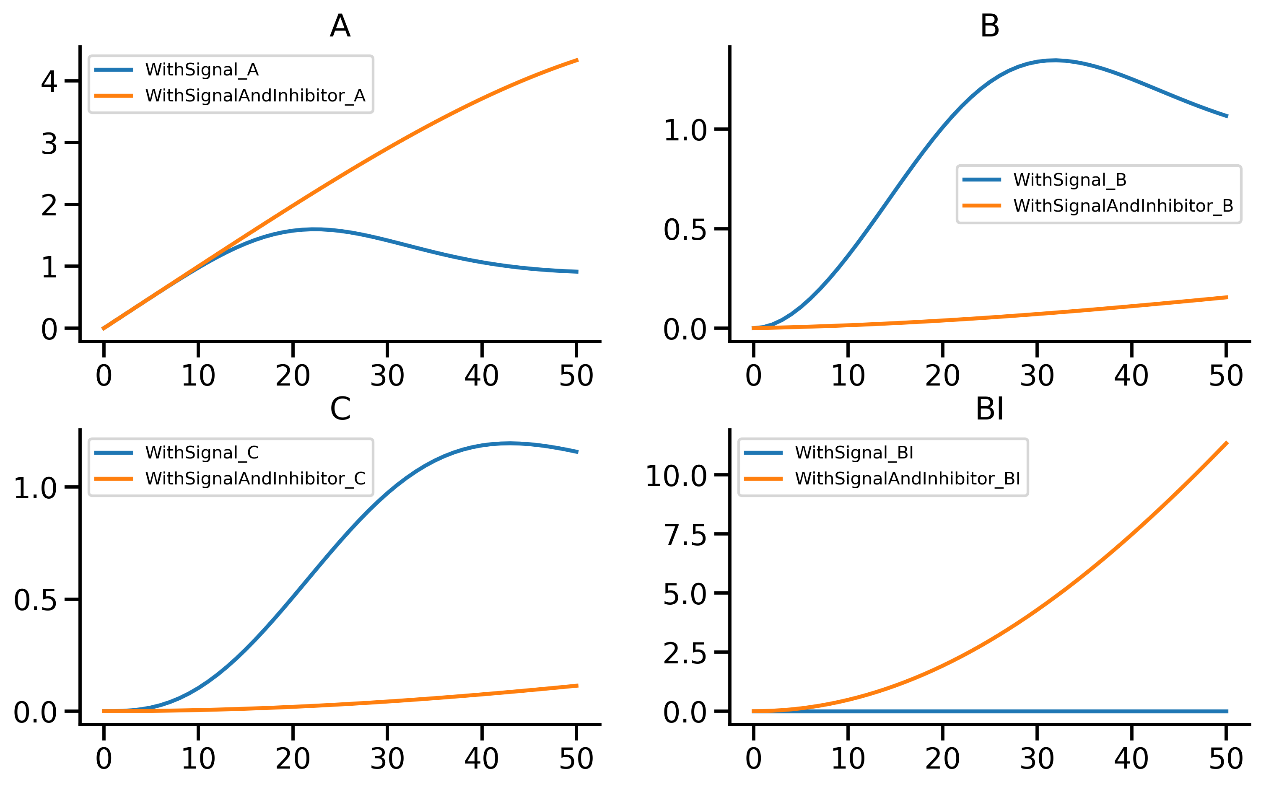 A
WithSignal_A
WithSignalAndInhibitor_A
4
3
2
1
0
0 10 20 30 40 50
B
WithSignal_B
WithSignalAndInhibitor_B
1.0
0.5
0.0
0 10 20 30 40 50
C
WithSignal_C
WithSignalAndInhibitor_C
1.0
0.5
0.0
0 10 20 30 40 50
BI
WithSignal_BI
WithSignalAndInhibitor_BI
10.0
7.5
5.0
2.5
0.0
0 10 20 30 40 50